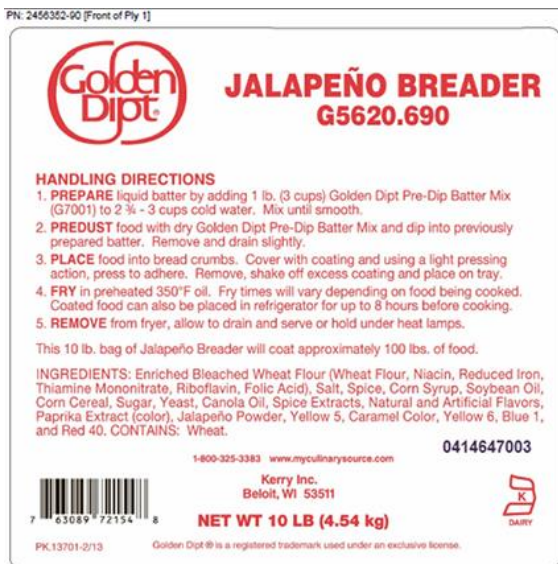 PN: 2456352-90 [Front of Ply 1]
Golden
Dipt®
JALAPEÑO BREADER
G5620.690
HANDLING DIRECTIONS
1. PREPARE liquid batter by adding 1 lb. (3 cups) Golden Dipt Pre-Dip Batter Mix
(G7001) to 2 ¾ - 3 cups cold water. Mix until smooth.
2. PREDUST food with dry Golden Dipt Pre-Dip Batter Mix and dip into previously
prepared batter. Remove and drain slightly.
3. PLACE food into bread crumbs. Cover with coating and using a light pressing
action, press to adhere. Remove, shake off excess coating and place on tray.
4. FRY in preheated 350°F oil. Fry times will vary depending on food being cooked.
Coated food can also be placed in refrigerator for up to 8 hours before cooking.
5. REMOVE from fryer, allow to drain and serve or hold under heat lamps.
This 10 lb. bag of Jalapeño Breader will coat approximately 100 lbs. of food.
INGREDIENTS: Enriched Bleached Wheat Flour (Wheat Flour, Niacin, Reduced Iron,
Thiamine Mononitrate, Riboflavin, Folic Acid), Salt, Spice, Corn Syrup, Soybean Oil,
Corn Cereal, Sugar, Yeast, Canola Oil, Spice Extracts, Natural and Artificial Flavors,
Paprika Extract (color), Jalapeño Powder, Yellow 5, Caramel Color, Yellow 6, Blue 1,
and Red 40. CONTAINS: Wheat.
0414647003
1-800-325-3383 www.myculinarysource.com
Kerry Inc.
Beloit, WI 53511
7 63089 72154 8
NET WT 10 LB (4.54 kg)
K
DAIRY
PK.13701-2/13
Golden Dipt ® is a registered trademark used under an exclusive license.